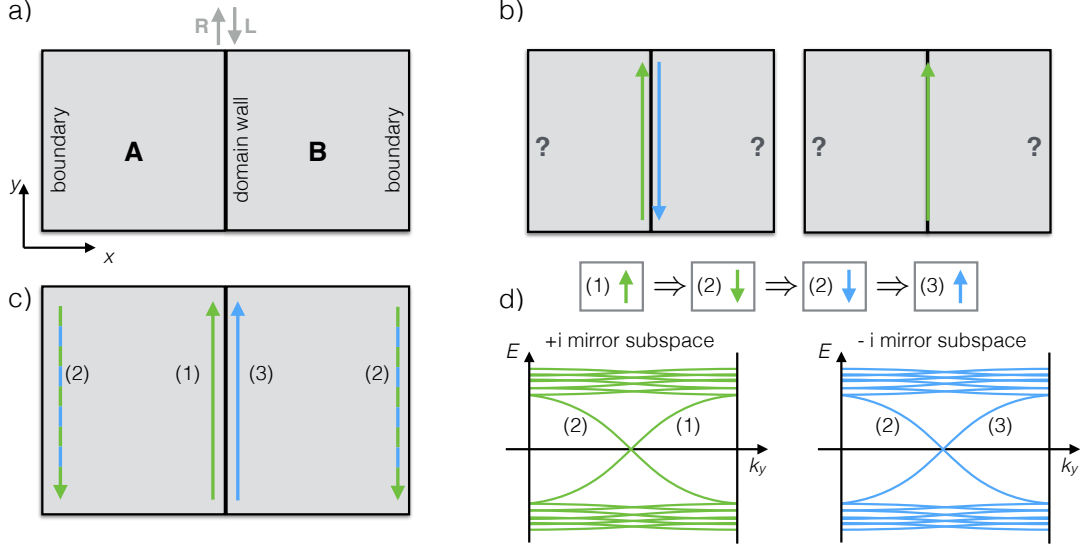 a)
R L
boundary
A
domain wall
B
boundary
y
x
b)
? ?
? ?
(1) ⇒ (2) ⇒ (2) ⇒ (3)
c)
(2) (1) (3) (2)
d)
+i mirror subspace
E
(2) (1)
k_y
- i mirror subspace
E
(2) (3)
k_y